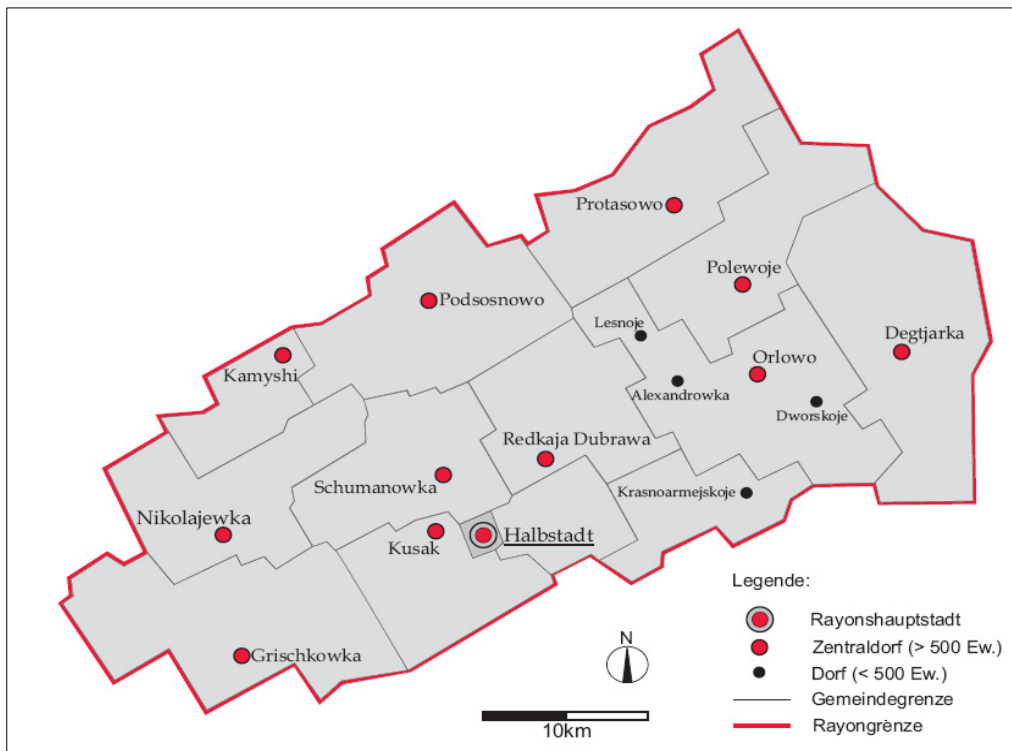 Protasowo
Polewoje
Podsosnowo
Lesnoje
Degtjarka
Kamyshi
Orlowo
Alexandrowka
Dworskoje
Redkaja Dubrawa
Schumanowka
Krasnoarmejskoje
Nikolajewka
Kusak
Halbstadt
Grischkowka
Legende:
Rayonshauptstadt
Zentraldorf (> 500 Ew.)
Dorf (< 500 Ew.)
Gemeindegrenze
Rayongrènze
N
10km